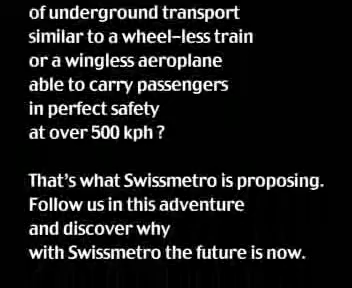 of underground transport
similar to a wheel-less train
or a wingless aeroplane
able to carry passengers
in perfect safety
at over 500 kph ?
That's what Swissmetro is proposing.
Follow us in this adventure
and discover why
with Swissmetro the future is now.